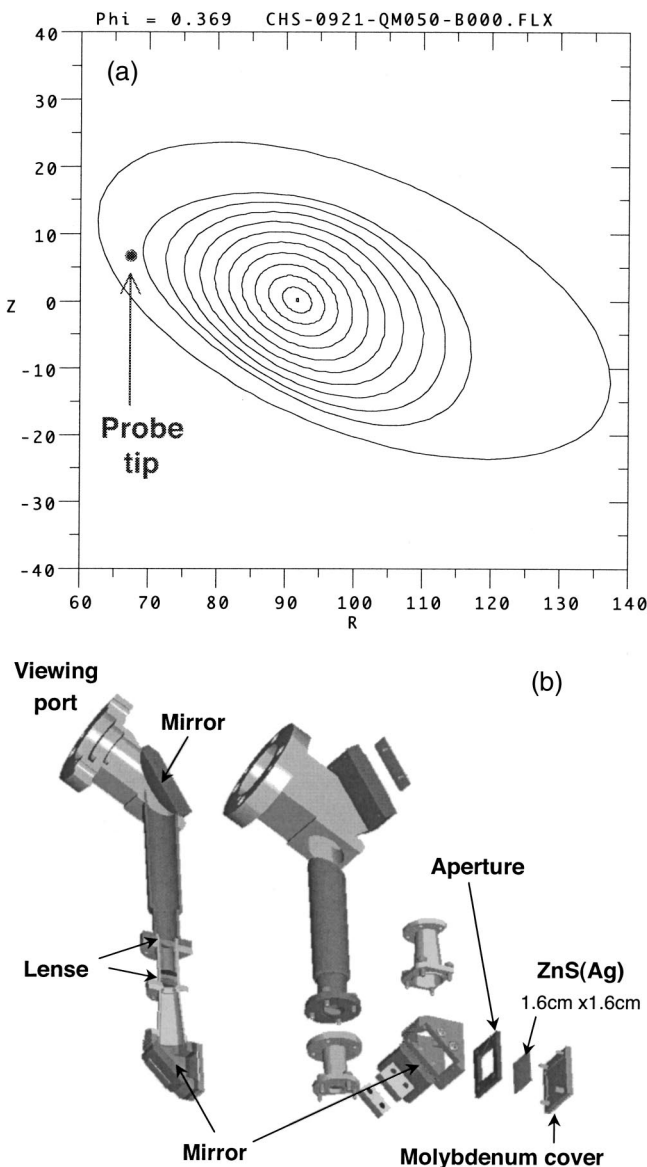 Phi = 0.369 CHS-0921-QM050-B000.FLX
(a)
40
30
20
10
0
-10
-20
-30
-40
Z
Probe
tip
60 70 80 90 100 110 120 130 140
R
(b)
Viewing
port
Mirror
Aperture
Lense
ZnS(Ag)
1.6cm x1.6cm
Mirror
Molybdenum cover